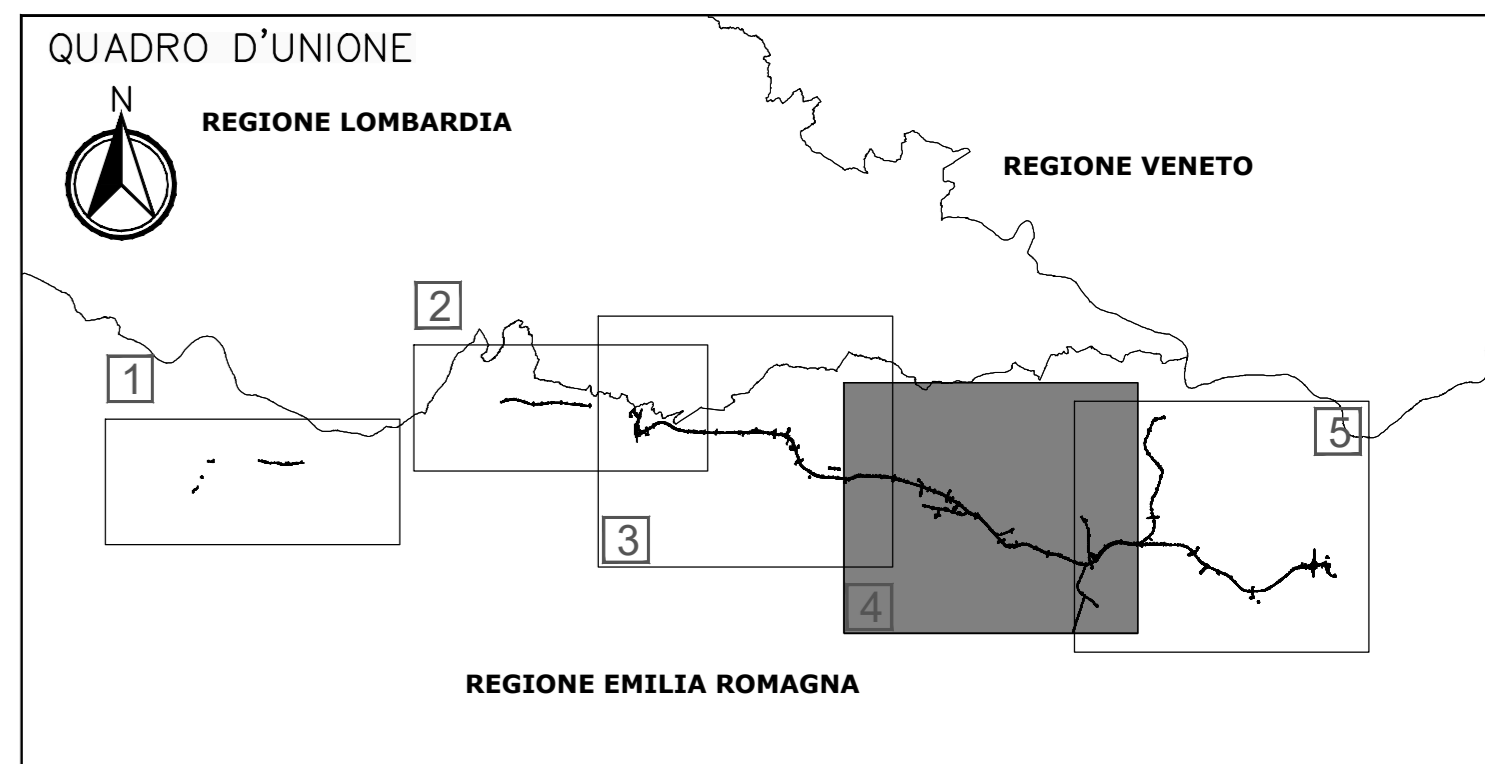 QUADRO D'UNIONE
N
REGIONE LOMBARDIA
REGIONE VENETO
2
1
5
3
4
REGIONE EMILIA ROMAGNA